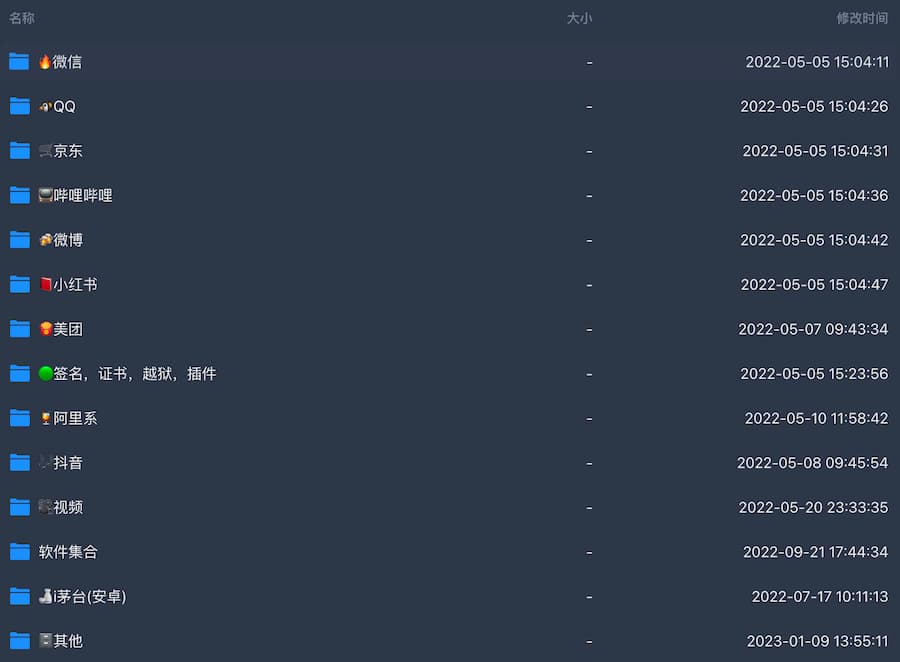 名称 大小 修改时间
🔥微信 - 2022-05-05 15:04:11
QQ - 2022-05-05 15:04:26
🛒京东 - 2022-05-05 15:04:31
📺哔哩哔哩 - 2022-05-05 15:04:36
微博 - 2022-05-05 15:04:42
📕小红书 - 2022-05-05 15:04:47
🍟美团 - 2022-05-07 09:43:34
🟢签名，证书，越狱，插件 - 2022-05-05 15:23:56
阿里系 - 2022-05-10 11:58:42
抖音 - 2022-05-08 09:45:54
视频 - 2022-05-20 23:33:35
软件集合 - 2022-09-21 17:44:34
🍶i茅台(安卓) - 2022-07-17 10:11:13
🗄其他 - 2023-01-09 13:55:11